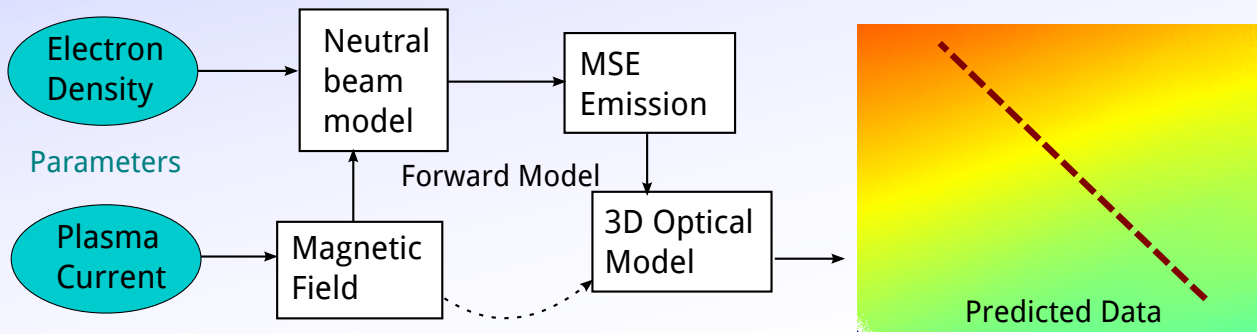 Electron
Density
Neutral
beam
model
MSE
Emission
Parameters
Forward Model
Plasma
Current
Magnetic
Field
3D Optical
Model
Predicted Data